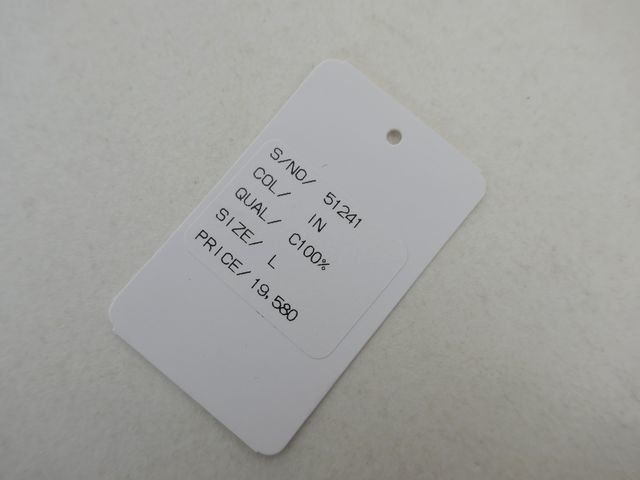 S/NO/ 51241
COL/ IN
QUAL/ C100%
SIZE/ L
PRICE/19,580